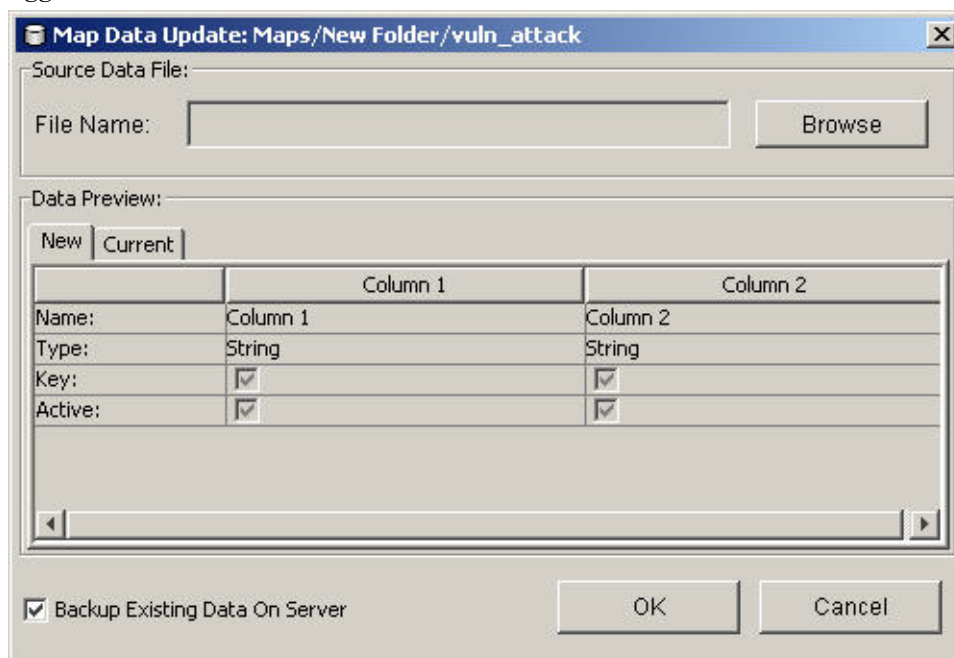 Map Data Update: Maps/New Folder/vuln_attack
Source Data File:
File Name: Browse
Data Preview:
New Current
Column 1 Column 2
Name: Column 1 Column 2
Type: String String
Key:
Active:
Backup Existing Data On Server OK Cancel